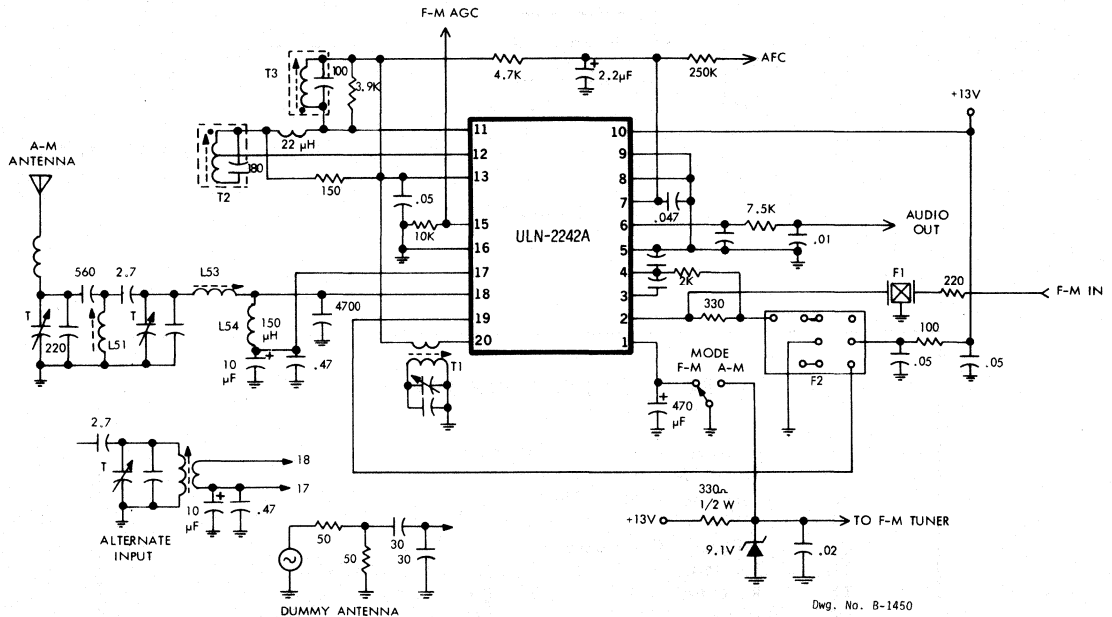 F-M AGC
T3
100
3.9K
4.7K
+
2.2µF
250K
AFC
+13V
22 µH
T2
180
150
A-M
ANTENNA
11
12
13
15
16
17
18
19
20
ULN-2242A
10
9
8
7
6
5
4
3
2
1
.05
10K
.047
7.5K
.01
AUDIO
OUT
2K
330
F1
220
F-M IN
560
2.7
L53
T
220
L51
T
L54
150
µH
4700
10
µF
+
.47
T1
MODE
F-M
A-M
+
470
µF
F2
100
.05
.05
2.7
T
18
17
10
µF
+
.47
ALTERNATE
INPUT
50
50
30
30
DUMMY ANTENNA
330Ω
1/2 W
+13V
TO F-M TUNER
9.1V
.02
Dwg. No. B-1450